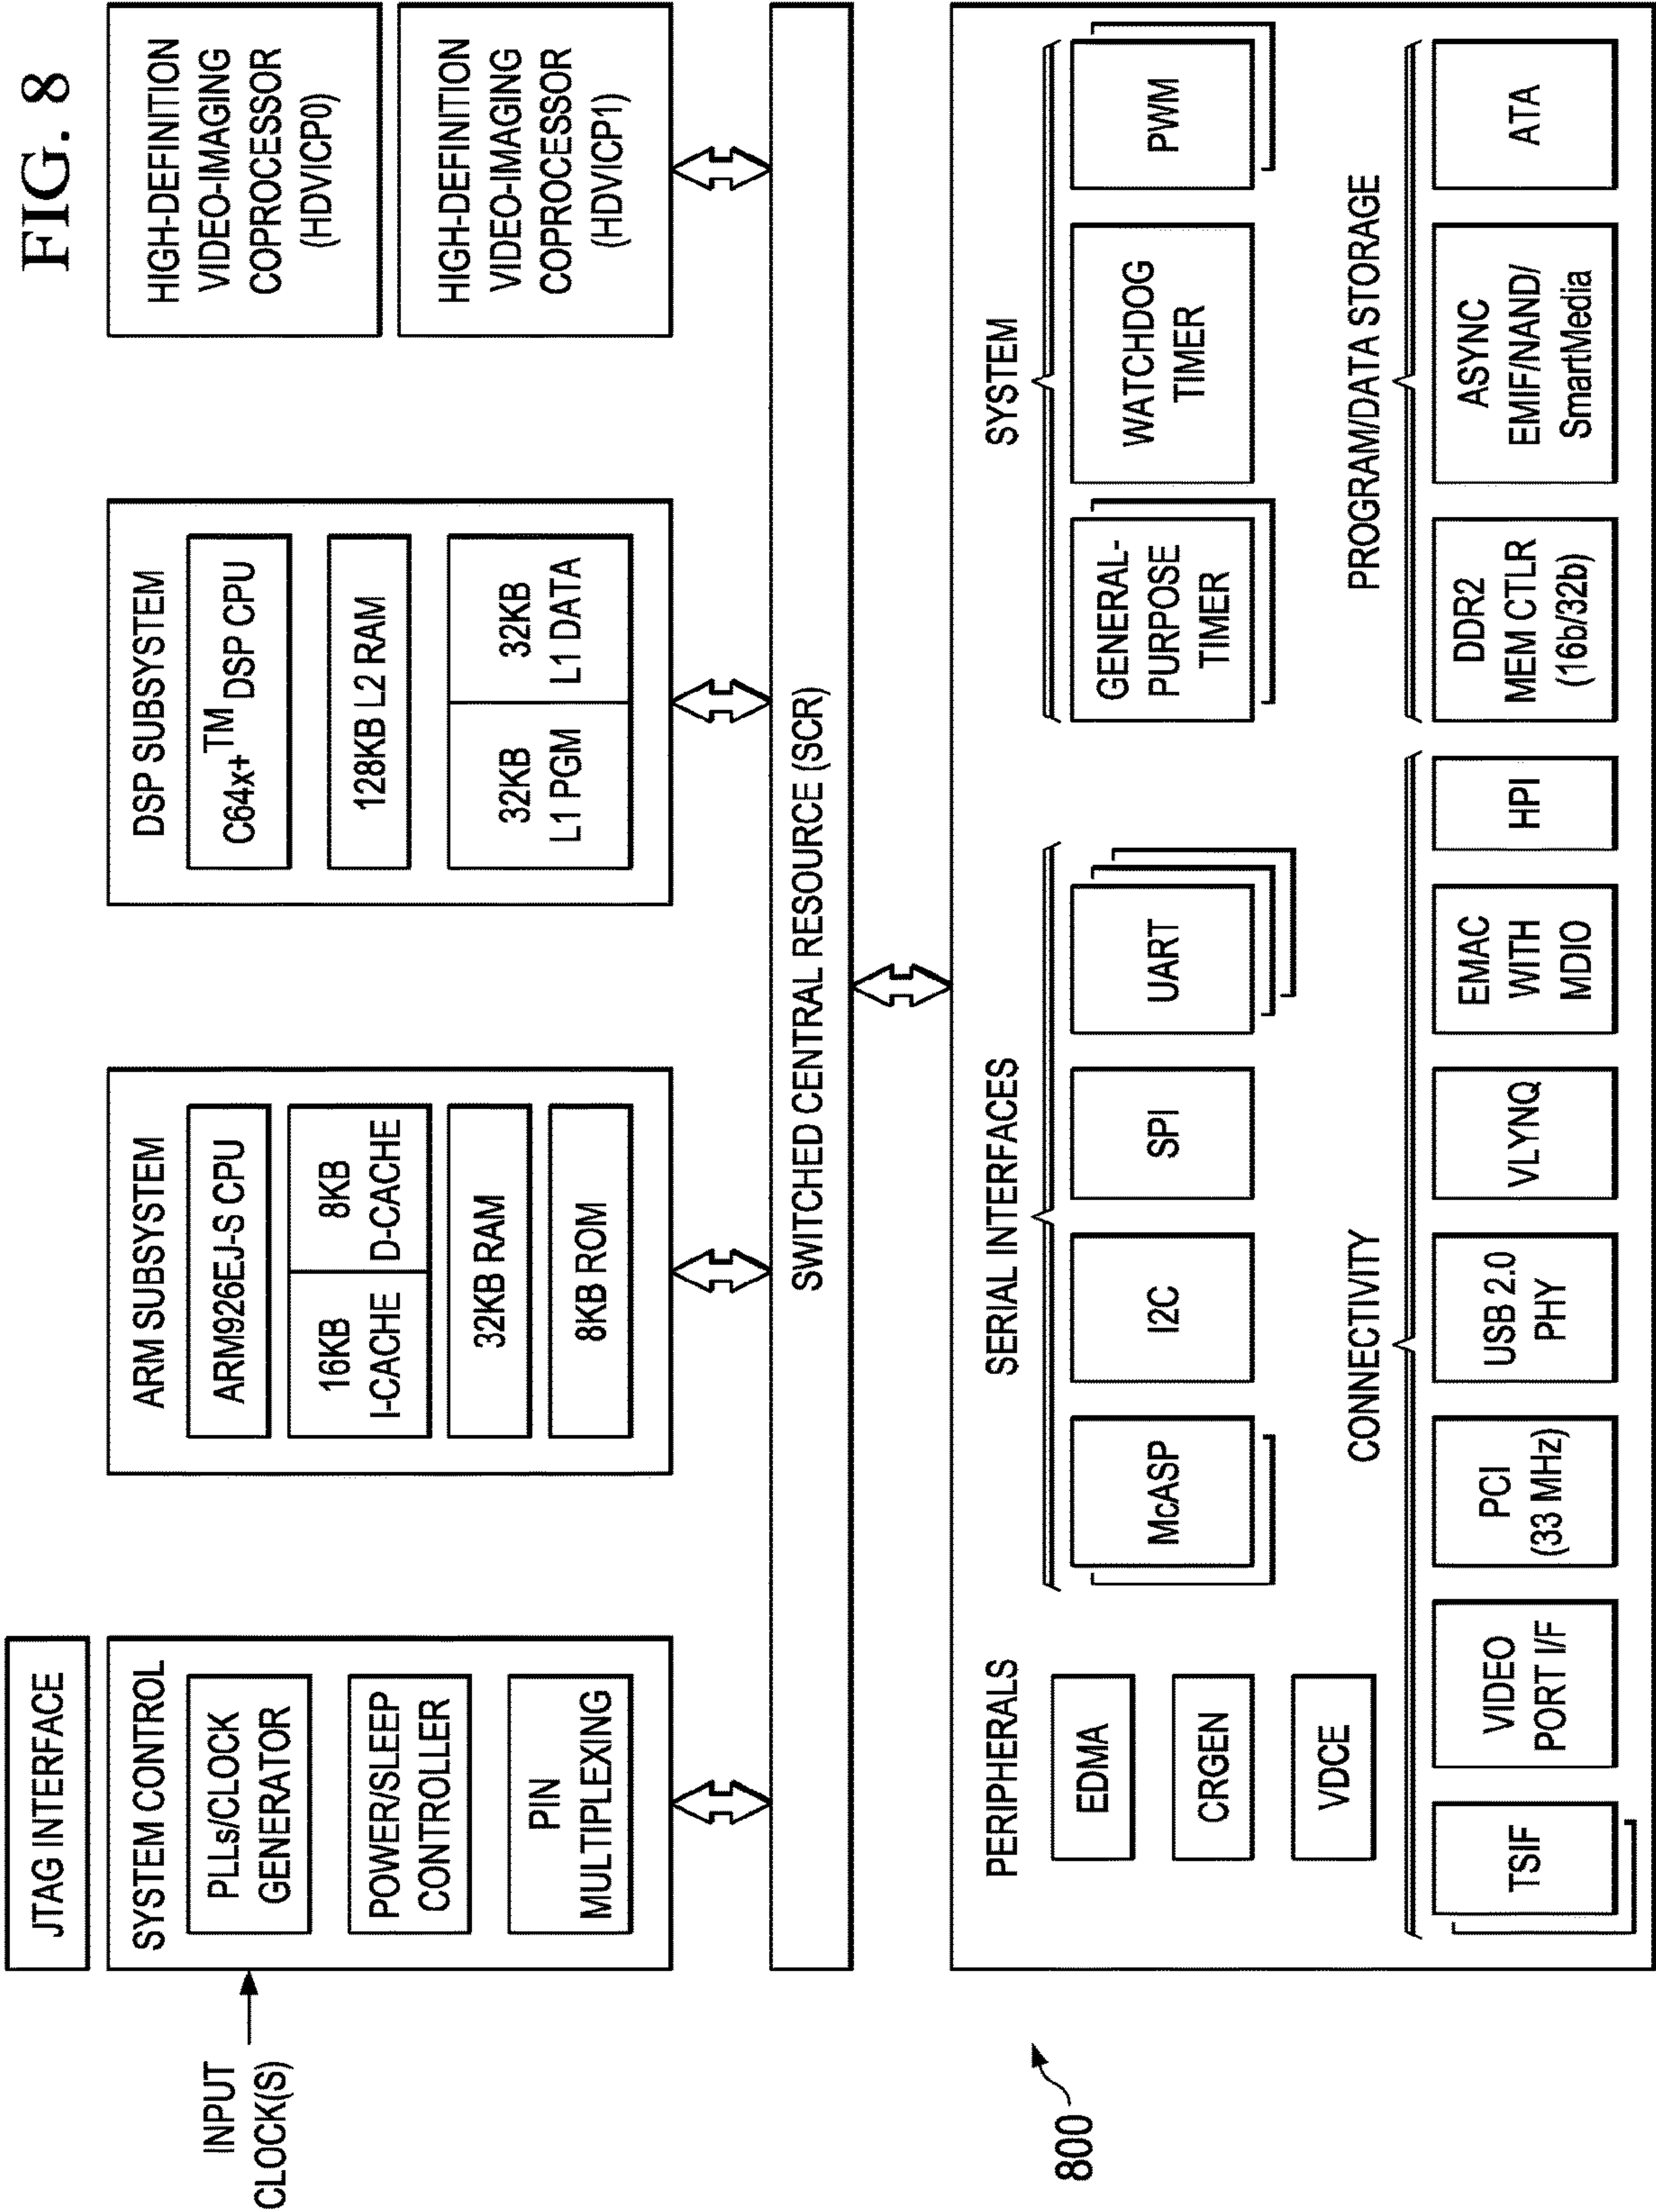 FIG. 8
JTAG INTERFACE
INPUT
CLOCK(S)
SYSTEM CONTROL
PLLs/CLOCK
GENERATOR
POWER/SLEEP
CONTROLLER
PIN
MULTIPLEXING
ARM SUBSYSTEM
ARM926EJ-S CPU
16KB
I-CACHE
8KB
D-CACHE
32KB RAM
8KB ROM
DSP SUBSYSTEM
C64x+TM DSP CPU
128KB L2 RAM
32KB
L1 PGM
32KB
L1 DATA
HIGH-DEFINITION
VIDEO-IMAGING
COPROCESSOR
(HDVICP0)
HIGH-DEFINITION
VIDEO-IMAGING
COPROCESSOR
(HDVICP1)
SWITCHED CENTRAL RESOURCE (SCR)
800
PERIPHERALS
EDMA
CRGEN
VDCE
SERIAL INTERFACES
McASP
I2C
SPI
UART
SYSTEM
GENERAL-
PURPOSE
TIMER
WATCHDOG
TIMER
PWM
CONNECTIVITY
TSIF
VIDEO
PORT I/F
PCI
(33 MHz)
USB 2.0
PHY
VLYNQ
EMAC
WITH
MDIO
HPI
PROGRAM/DATA STORAGE
DDR2
MEM CTLR
(16b/32b)
ASYNC
EMIF/NAND/
SmartMedia
ATA